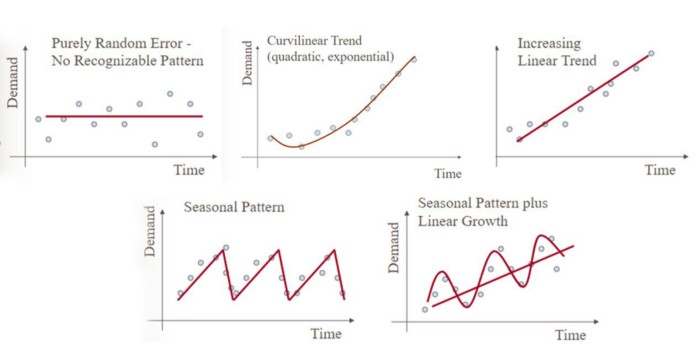 Purely Random Error -
No Recognizable Pattern
Demand
Time
Curvilinear Trend
(quadratic, exponential)
Demand
Time
Increasing
Linear Trend
Time
Seasonal Pattern
Demand
Time
Seasonal Pattern plus
Linear Growth
Demand
Time